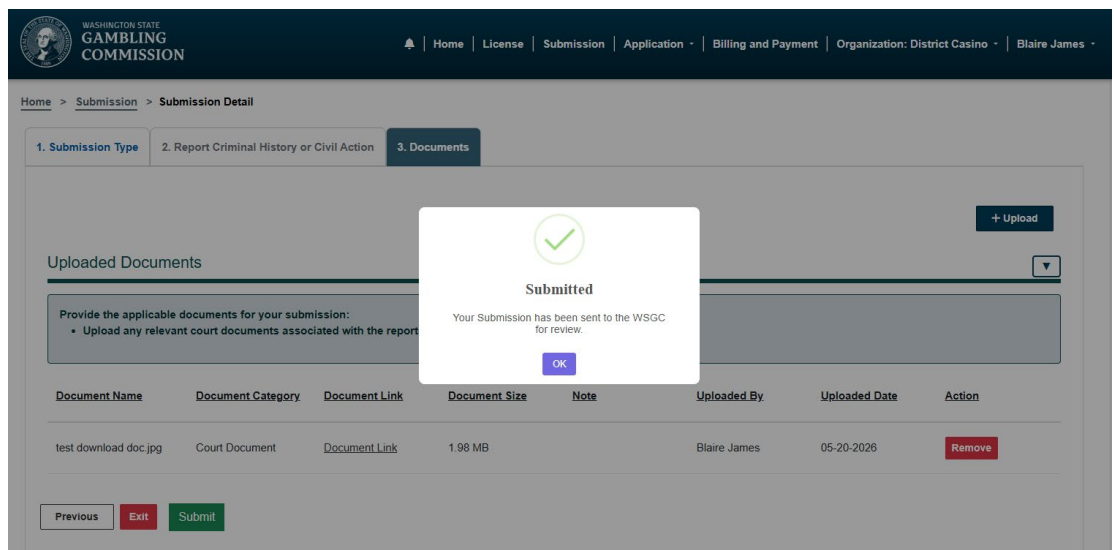 WASHINGTON STATE
GAMBLING
COMMISSION
Home | License | Submission | Application | Billing and Payment | Organization: District Casino | Blaire James
Home > Submission > Submission Detail
1. Submission Type
2. Report Criminal History or Civil Action
3. Documents
+ Upload
Uploaded Documents
Provide the applicable documents for your submission:
• Upload any relevant court documents associated with the report
Submitted
Your Submission has been sent to the WSGC
for review.
OK
Document Name Document Category Document Link Document Size Note Uploaded By Uploaded Date Action
test download doc.jpg Court Document Document Link 1.98 MB Blaire James 05-20-2026 Remove
Previous Exit Submit